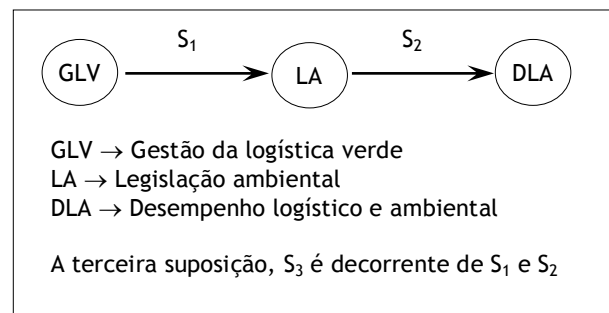 S₁ S₂
GLV LA DLA
GLV → Gestão da logística verde
LA → Legislação ambiental
DLA → Desempenho logístico e ambiental
A terceira suposição, S₃ é decorrente de S₁ e S₂